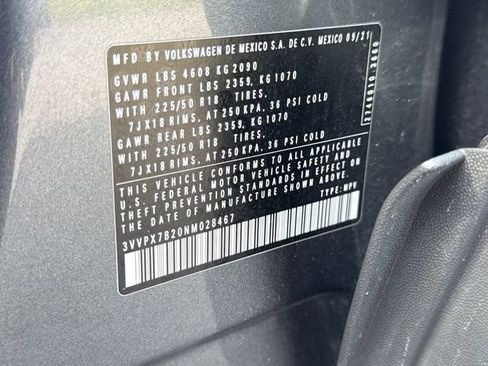 MFD BY VOLKSWAGEN DE MEXICO S.A. DE C.V. MEXICO 09/21
GVWR LBS 4608 KG 2090
GAWR FRONT LBS 2359, KG 1070
WITH 225/50 R18 TIRES.
7JX18 RIMS. AT 250 KPA. 36 PSI COLD
GAWR REAR LBS 2359, KG 1070
WITH 225/50 R18 TIRES.
7JX18 RIMS. AT 250KPA. 36 PSI COLD
THIS VEHICLE CONFORMS TO ALL APPLICABLE
U.S. FEDERAL MOTOR VEHICLE SAFETY AND
THEFT PREVENTION STANDARDS IN EFFECT ON
THE DATE OF MANUFACTURE SHOWN ABOVE.
TYPE: MPV
3VVPX7B20NM028467